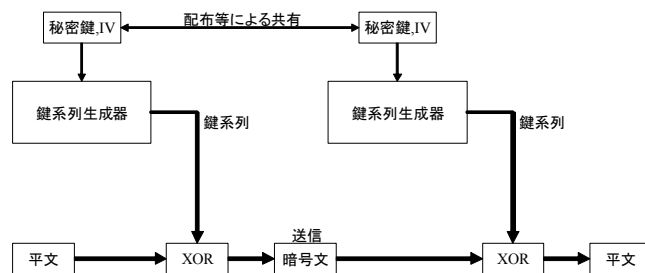 秘密鍵,IV
配布等による共有
秘密鍵,IV
鍵系列生成器
鍵系列
鍵系列生成器
鍵系列
平文
XOR
送信
暗号文
XOR
平文